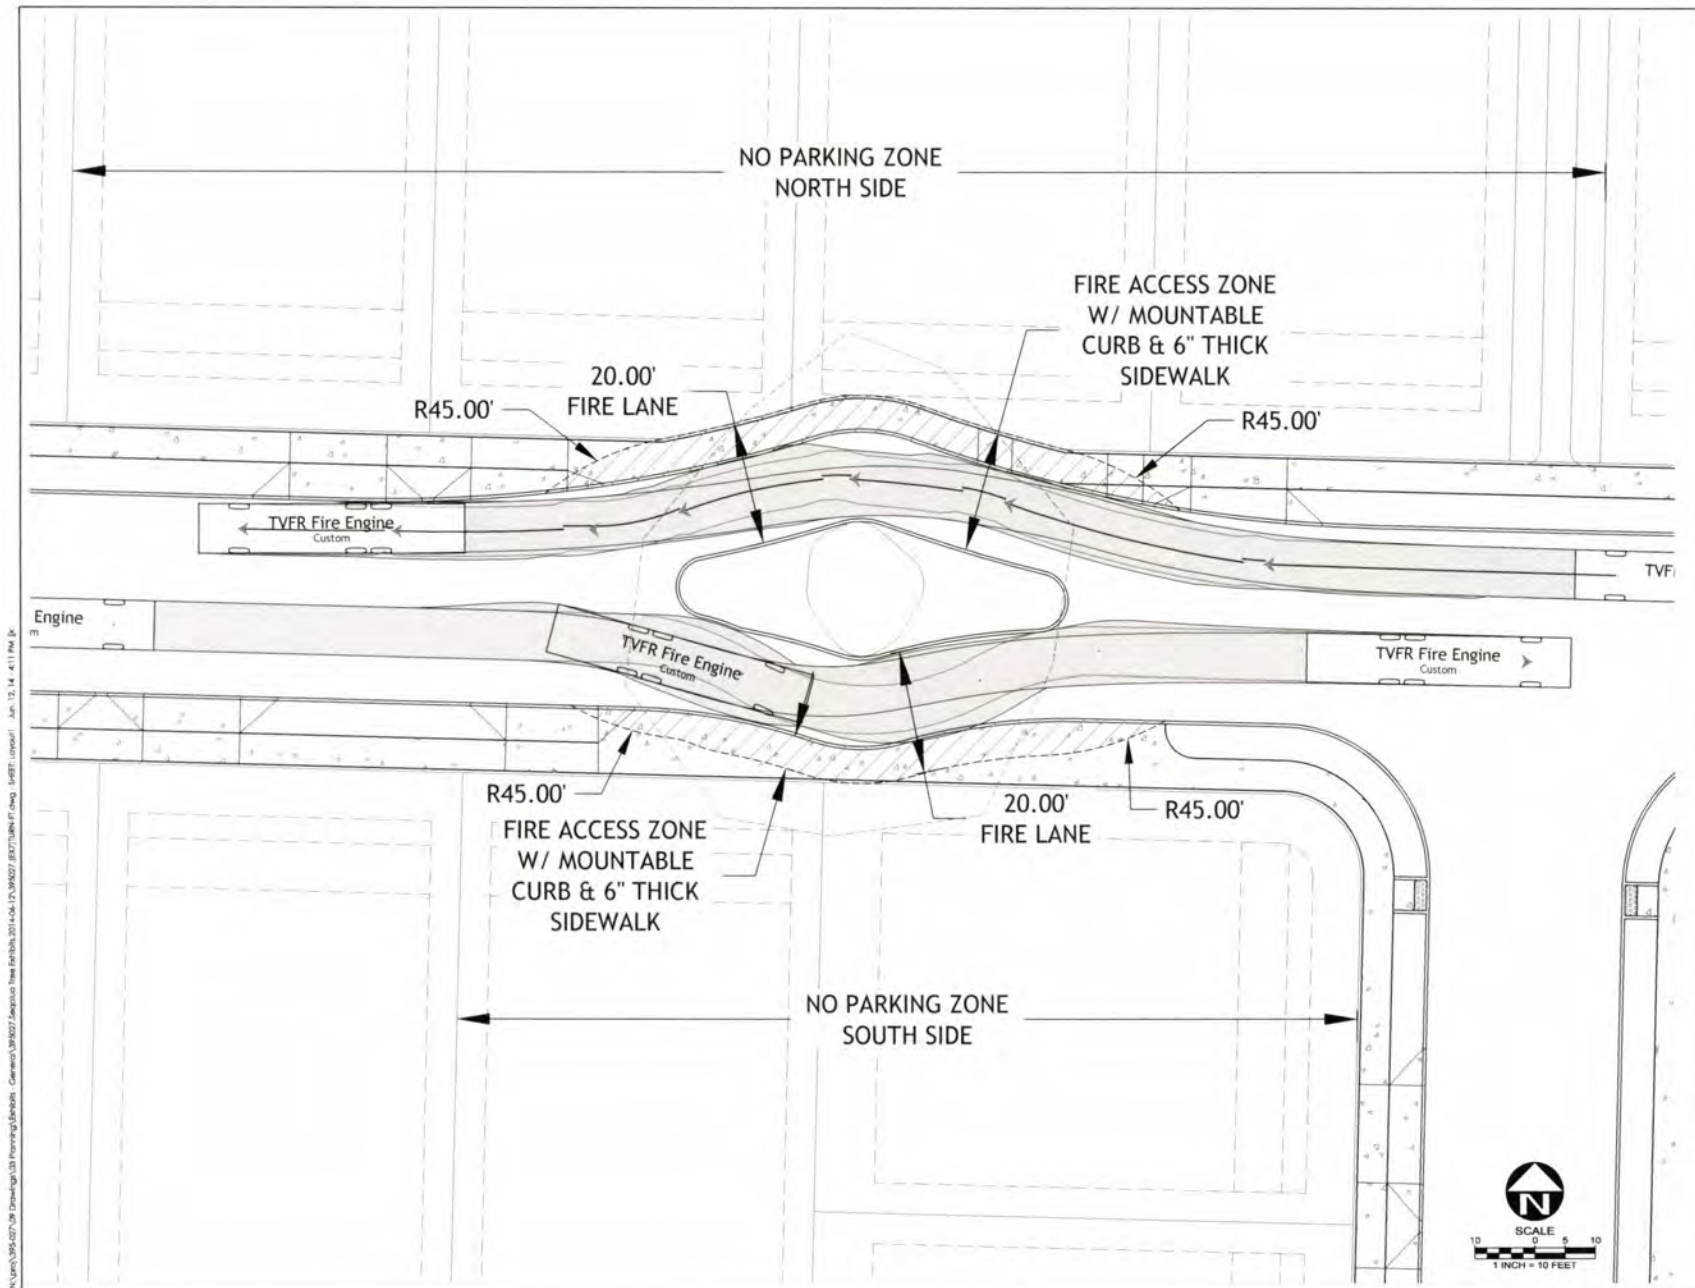 NO PARKING ZONE
NORTH SIDE
FIRE ACCESS ZONE
W/ MOUNTABLE
CURB & 6" THICK
SIDEWALK
20.00'
FIRE LANE
R45.00'
R45.00'
TVFR Fire Engine
Custom
Engine
m
TVFR Fire Engine
Custom
TVFR Fire Engine
Custom
R45.00'
FIRE ACCESS ZONE
W/ MOUNTABLE
CURB & 6" THICK
SIDEWALK
20.00'
FIRE LANE
R45.00'
NO PARKING ZONE
SOUTH SIDE
N
SCALE
10 0 5 10
1 INCH = 10 FEET